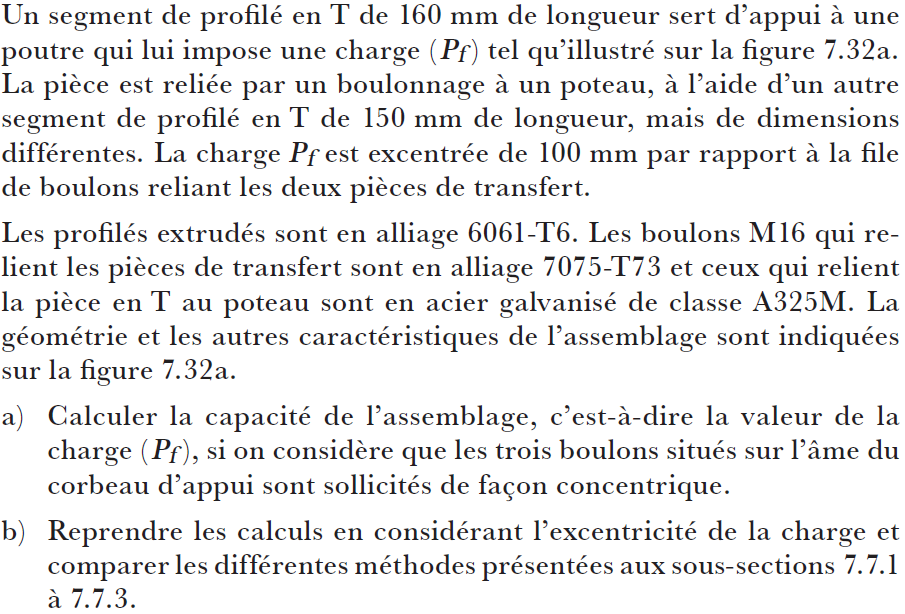 Un segment de profilé en T de 160 mm de longueur sert d'appui à une
poutre qui lui impose une charge (Pf) tel qu'illustré sur la figure 7.32a.
La pièce est reliée par un boulonnage à un poteau, à l'aide d'un autre
segment de profilé en T de 150 mm de longueur, mais de dimensions
différentes. La charge Pf est excentrée de 100 mm par rapport à la file
de boulons reliant les deux pièces de transfert.
Les profilés extrudés sont en alliage 6061-T6. Les boulons M16 qui re-
lient les pièces de transfert sont en alliage 7075-T73 et ceux qui relient
la pièce en T au poteau sont en acier galvanisé de classe A325M. La
géométrie et les autres caractéristiques de l'assemblage sont indiquées
sur la figure 7.32a.
a) Calculer la capacité de l'assemblage, c'est-à-dire la valeur de la
charge (Pf), si on considère que les trois boulons situés sur l'âme du
corbeau d'appui sont sollicités de façon concentrique.
b) Reprendre les calculs en considérant l'excentricité de la charge et
comparer les différentes méthodes présentées aux sous-sections 7.7.1
à 7.7.3.